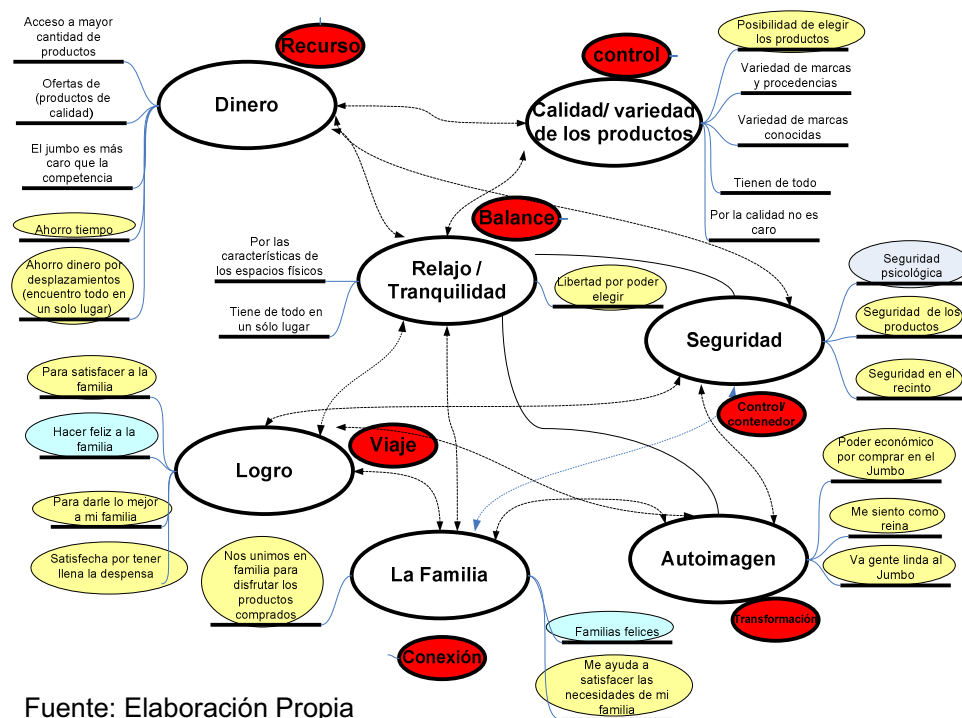 Acceso a mayor
cantidad de
productos
Ofertas de
(productos de
calidad)
El jumbo es más
caro que la
competencia
Ahorro tiempo
Ahorro dinero por
desplazamientos
(encuentro todo en
un solo lugar)
Recurso
Dinero
control
Calidad/ variedad
de los productos
Posibilidad de elegir
los productos
Variedad de marcas
y procedencias
Variedad de marcas
conocidas
Tienen de todo
Por la calidad no es
caro
Balance
Relajo /
Tranquilidad
Por las
características de
los espacios físicos
Tiene de todo en
un sólo lugar
Libertad por poder
elegir
Seguridad
Seguridad
psicológica
Seguridad de los
productos
Seguridad en el
recinto
Control/
contenedor
Para satisfacer a la
familia
Hacer feliz a la
familia
Para darle lo mejor
a mi familia
Satisfecha por tener
llena la despensa
Logro
Viaje
Nos unimos en
familia para
disfrutar los
productos
comprados
La Familia
Conexión
Familias felices
Me ayuda a
satisfacer las
necesidades de mi
familia
Autoimagen
Transformación
Poder económico
por comprar en el
Jumbo
Me siento como
reina
Va gente linda al
Jumbo
Fuente: Elaboración Propia